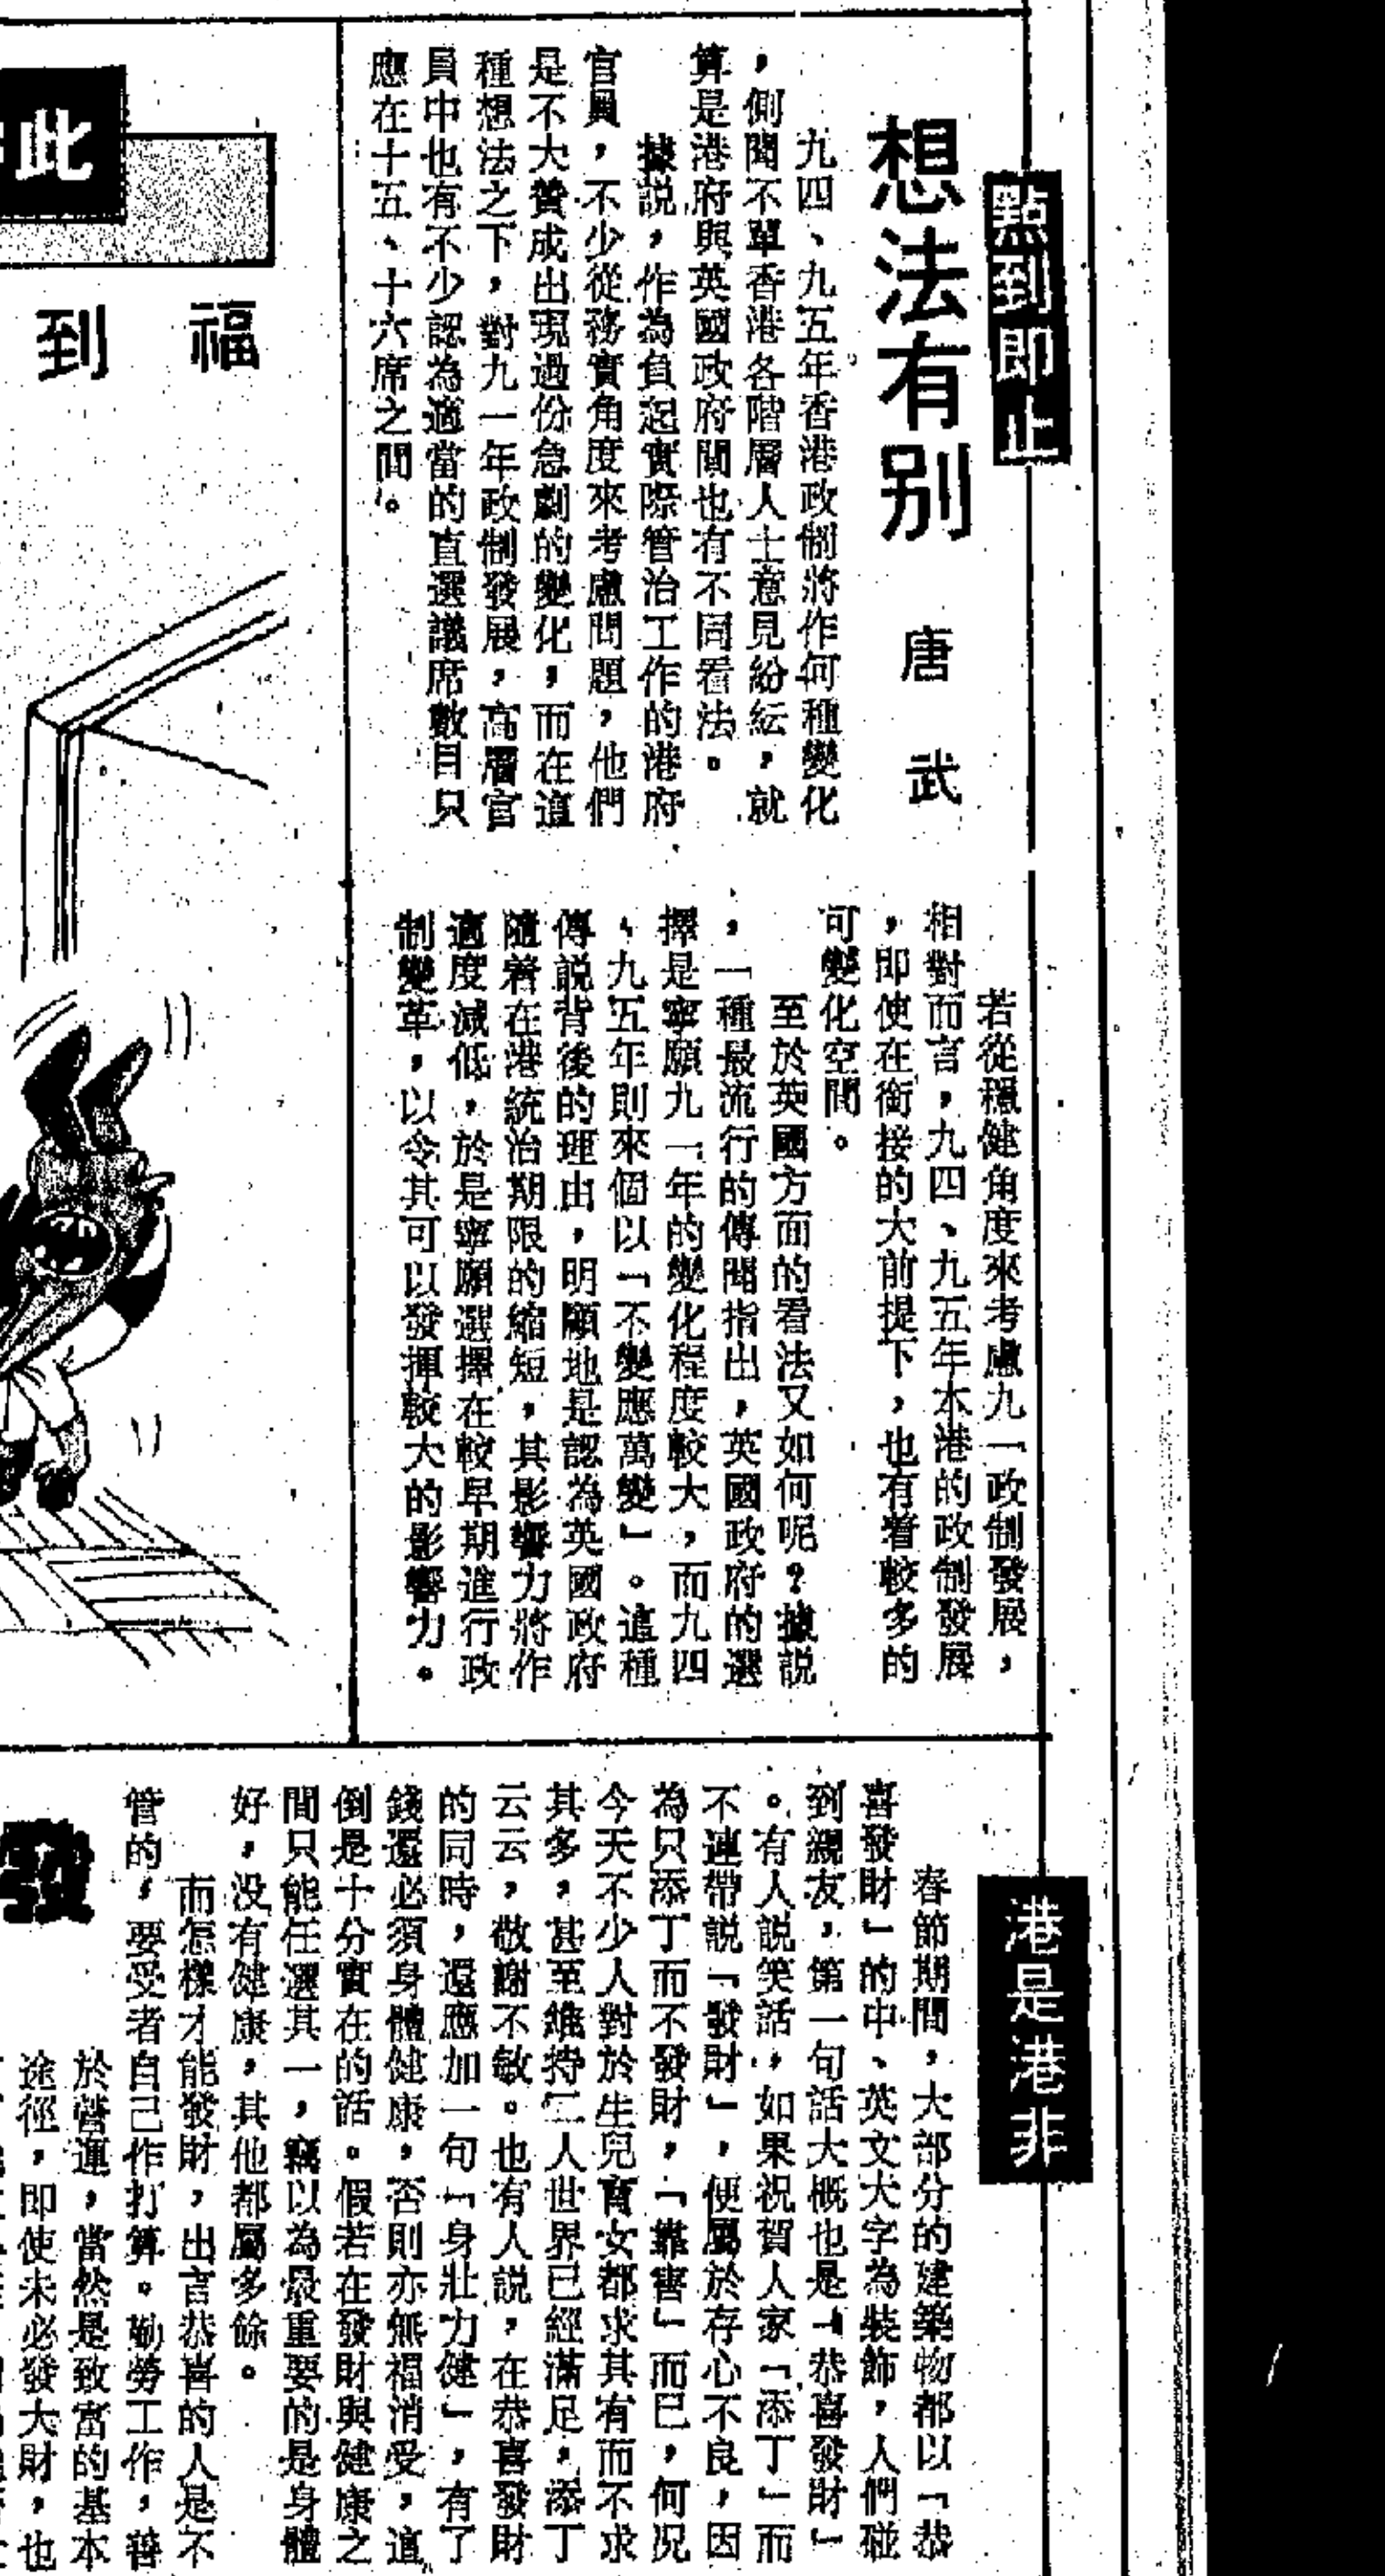 點到即止
想法有别
唐武
九四、九五年香港政制將作何種變化
，側聞不單香港各階層人士意見紛紜，就
算是港府與英國政府間也有不同看法。
據説，作為負起實際管治工作的港府
官員，不少從務實角度來考慮問題，他們
是不大贊成出現過份急劇的變化，而在這
種想法之下，對九一年政制發展，高層官
員中也有不少認為適當的直選議席數目只
應在十五、十六席之間。
若從穩健角度來考慮九一政制發展，
相對而言，九四、九五年本港的政制發展
，即使在銜接的大前提下，也有着較多的
可變化空間。
至於英國方面的看法又如何呢？據説
，一種最流行的傳聞指出，英國政府的選
擇是寧願九一年的變化程度較大，而九四
、九五年則來個以「不變應萬變」。這種
傳説背後的理由，明顯地是認為英國政府
隨着在港統治期限的縮短，其影響力將作
適度減低，於是寧願選擇在較早期進行政
制變革，以令其可以發揮較大的影響力。
此
福到
港是港非
春節期間，大部分的建築物都以「恭
喜發財」的中、英文大字為裝飾，人們碰
到親友，第一句話大概也是「恭喜發財」
。有人説笑話，如果祝賀人家「添丁」而
不連帶説「發財」，便屬於存心不良，因
為只添丁而不發財，「靠害」而已，何况
今天不少人對於生兒育女都求其有而不求
其多，甚至維持二人世界已經滿足，添丁
云云，敬謝不敏。也有人説，在恭喜發財
的同時，還應加一句「身壯力健」，有了
錢還必須身體健康，否則亦無福消受，這
倒是十分實在的話。假若在發財與健康之
間只能任選其一，竊以為最重要的是身體
好，没有健康，其他都屬多餘。
而怎樣才能發財，出言恭喜的人是不
管的，要受者自己作打算。勤勞工作，善
於營運，當然是致富的基本
途徑，即使未必發大財，也
發